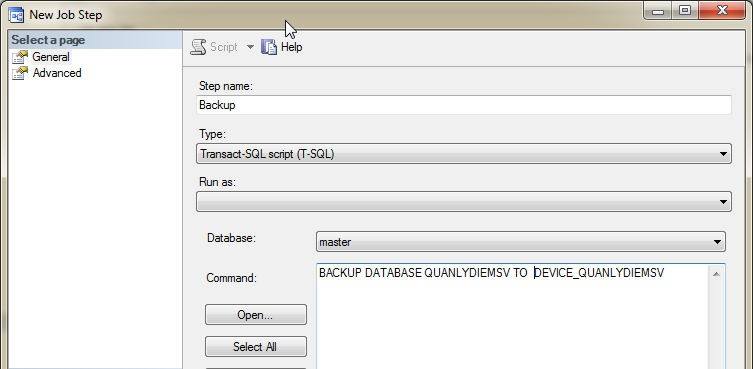 New Job Step
Select a page
General
Advanced
Script
Help
Step name:
Backup
Type:
Transact-SQL script (T-SQL)
Run as:
Database:
master
Command:
BACKUP DATABASE QUANLYDIEMSV TO DEVICE_QUANLYDIEMSV
Open...
Select All